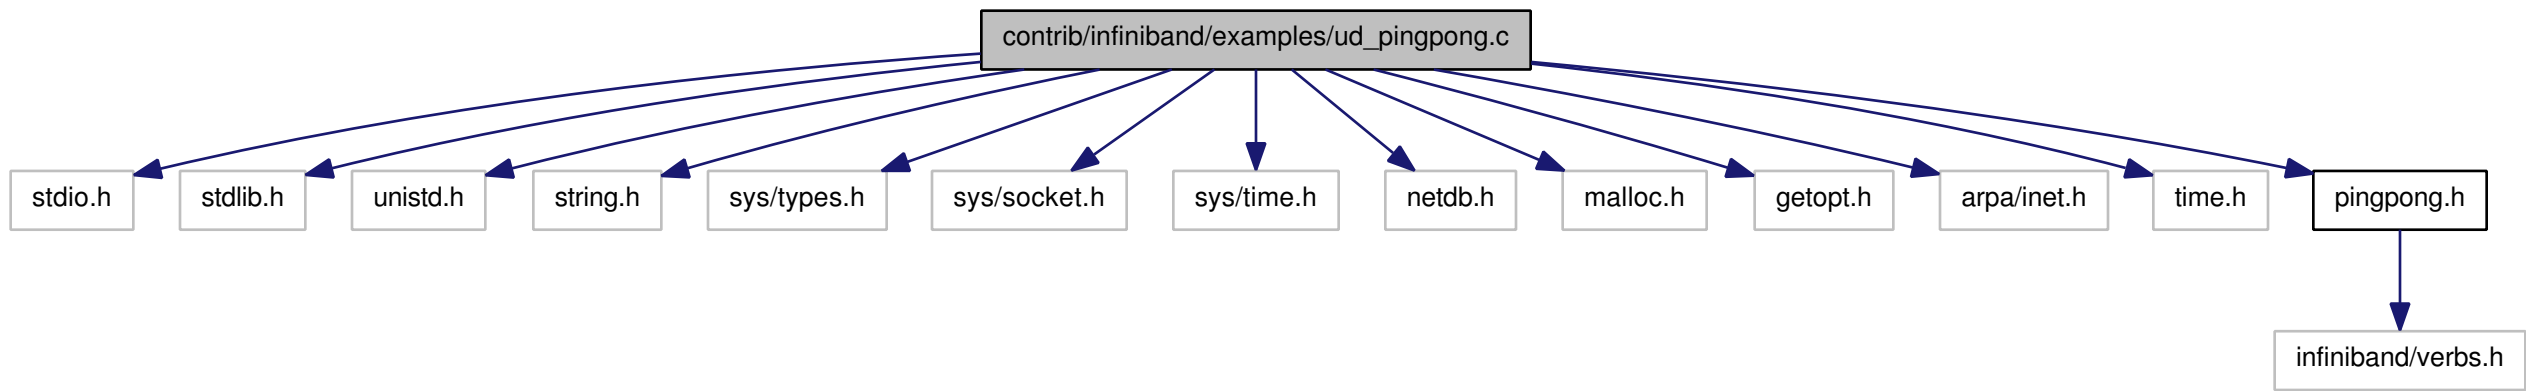 contrib/infiniband/examples/ud_pingpong.c
stdio.h
stdlib.h
unistd.h
string.h
sys/types.h
sys/socket.h
sys/time.h
netdb.h
malloc.h
getopt.h
arpa/inet.h
time.h
pingpong.h
infiniband/verbs.h